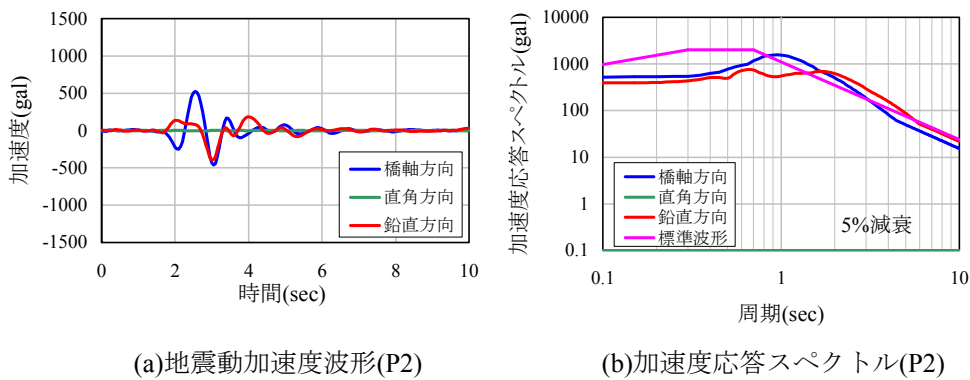 加速度(gal)
1500
1000
500
0
-500
-1000
-1500
橋軸方向
直角方向
鉛直方向
0
2
4
6
8
10
時間(sec)
(a)地震動加速度波形(P2)
加速度応答スペクトル(gal)
10000
1000
100
10
1
0.1
橋軸方向
直角方向
鉛直方向
標準波形
5%減衰
0.1
1
10
周期(sec)
(b)加速度応答スペクトル(P2)